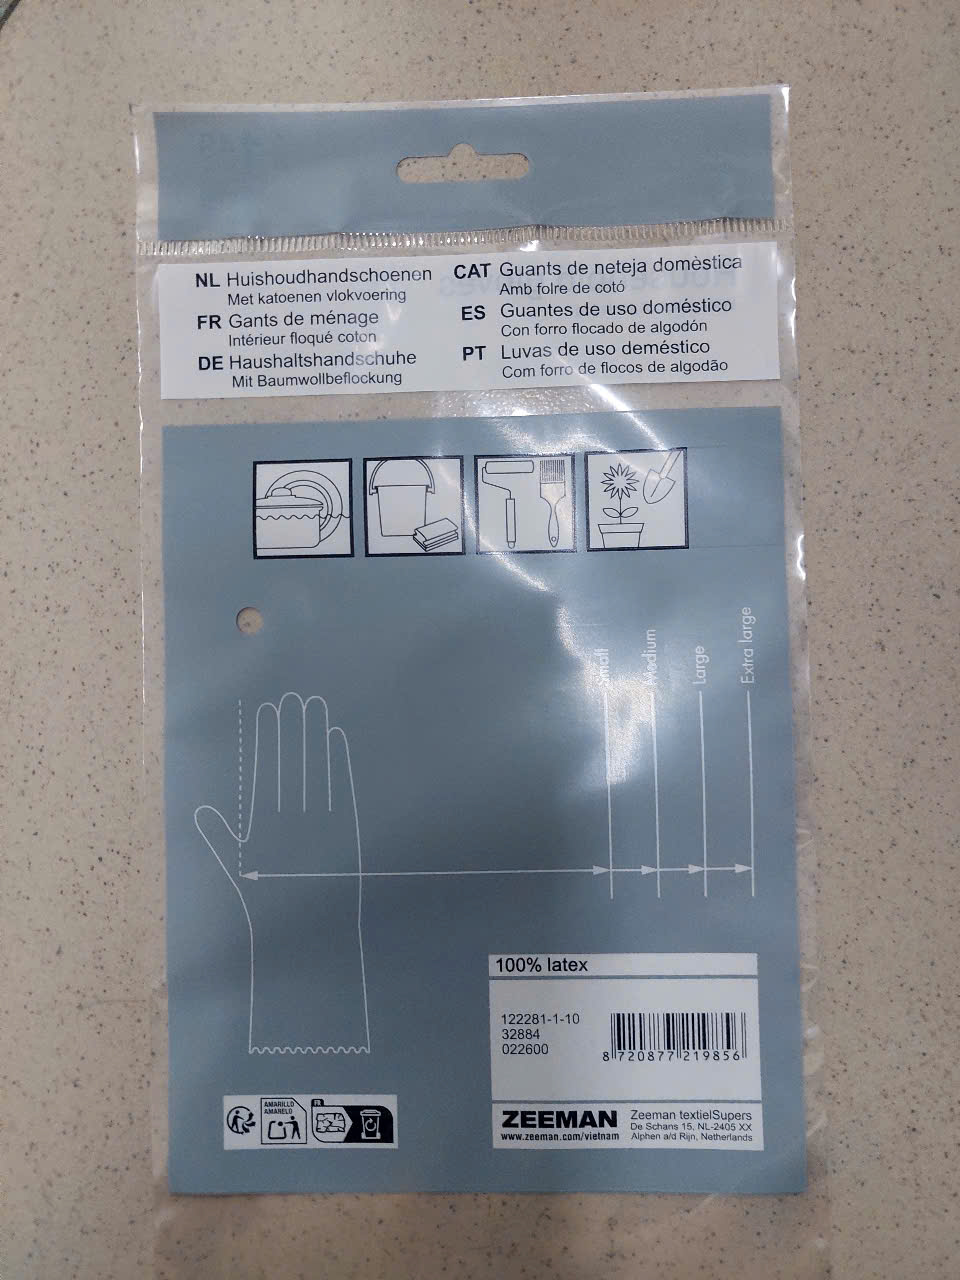 NL Huishoudhandschoenen
Met katoenen vlokvoering
FR Gants de ménage
Intérieur floqué coton
DE Haushaltshandschuhe
Mit Baumwollbeflockung
CAT Guants de neteja domèstica
Amb folre de cotó
ES Guantes de uso doméstico
Con forro flocado de algodón
PT Luvas de uso deméstico
Com forro de flocos de algodão
Small
Medium
Large
Extra large
100% latex
122281-1-10
32884
022600
8 720877 219856
AMARILLO
AMARELO
FR
ZEEMAN
www.zeeman.com/vietnam
Zeeman textielSupers
De Schans 15, NL-2405 XX
Alphen a/d Rijn, Netherlands